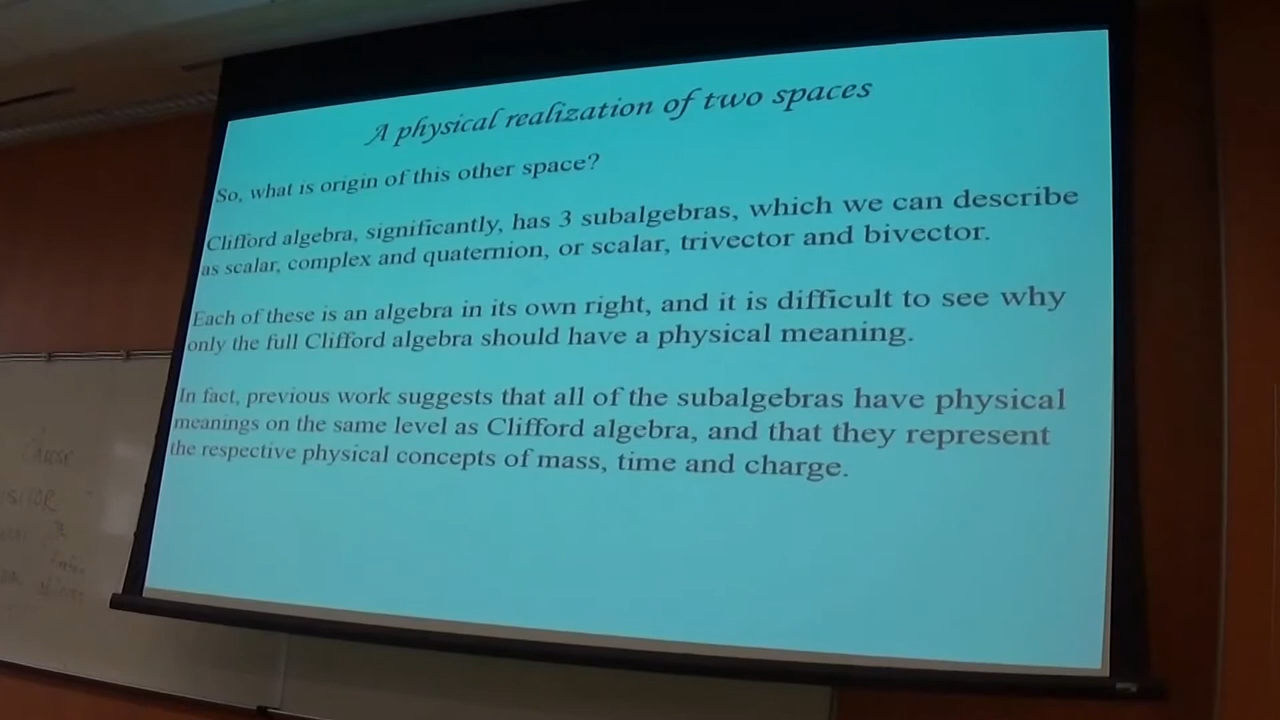 A physical realization of two spaces
So, what is origin of this other space?
Clifford algebra, significantly, has 3 subalgebras, which we can describe
as scalar, complex and quaternion, or scalar, trivector and bivector.
Each of these is an algebra in its own right, and it is difficult to see why
only the full Clifford algebra should have a physical meaning.
In fact, previous work suggests that all of the subalgebras have physical
meanings on the same level as Clifford algebra, and that they represent
the respective physical concepts of mass, time and charge.